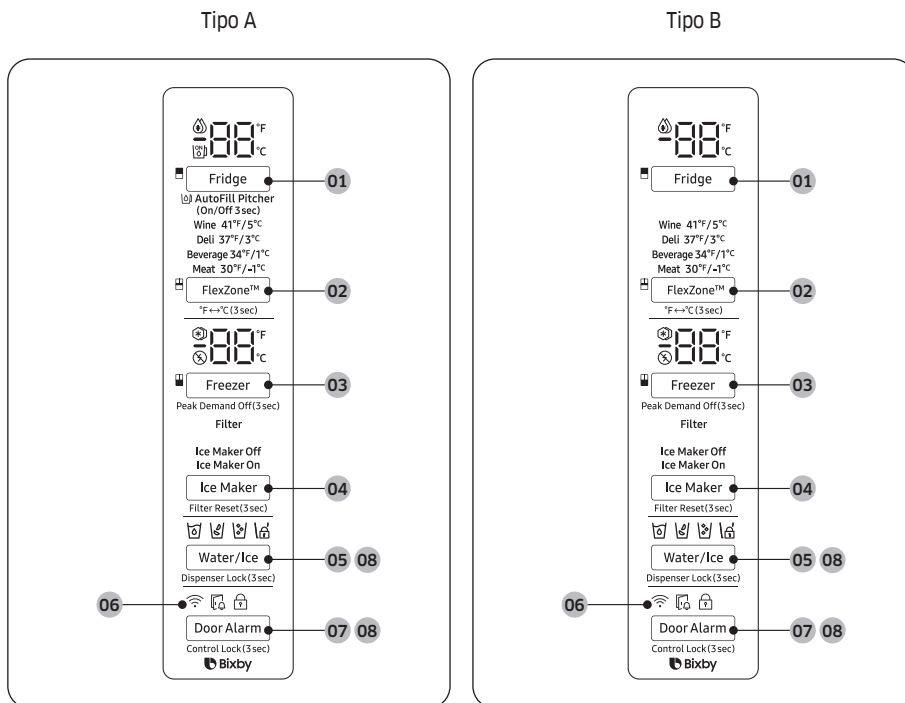 Tipo A
88 °F
°C
ON
Fridge
01
AutoFill Pitcher
(On/Off 3 sec)
Wine 41°F/5°C
Deli 37°F/3°C
Beverage 34°F/1°C
Meat 30°F/-1°C
FlexZone™
02
°F↔°C (3 sec)
88 °F
°C
Freezer
03
Peak Demand Off(3 sec)
Filter
Ice Maker Off
Ice Maker On
Ice Maker
04
Filter Reset(3 sec)
Water/Ice
05 08
Dispenser Lock(3 sec)
06
Door Alarm
07 08
Control Lock(3 sec)
Bixby
Tipo B
88 °F
°C
Fridge
01
Wine 41°F/5°C
Deli 37°F/3°C
Beverage 34°F/1°C
Meat 30°F/-1°C
FlexZone™
02
°F↔°C (3 sec)
88 °F
°C
Freezer
03
Peak Demand Off(3 sec)
Filter
Ice Maker Off
Ice Maker On
Ice Maker
04
Filter Reset(3 sec)
Water/Ice
05 08
Dispenser Lock(3 sec)
06
Door Alarm
07 08
Control Lock(3 sec)
Bixby